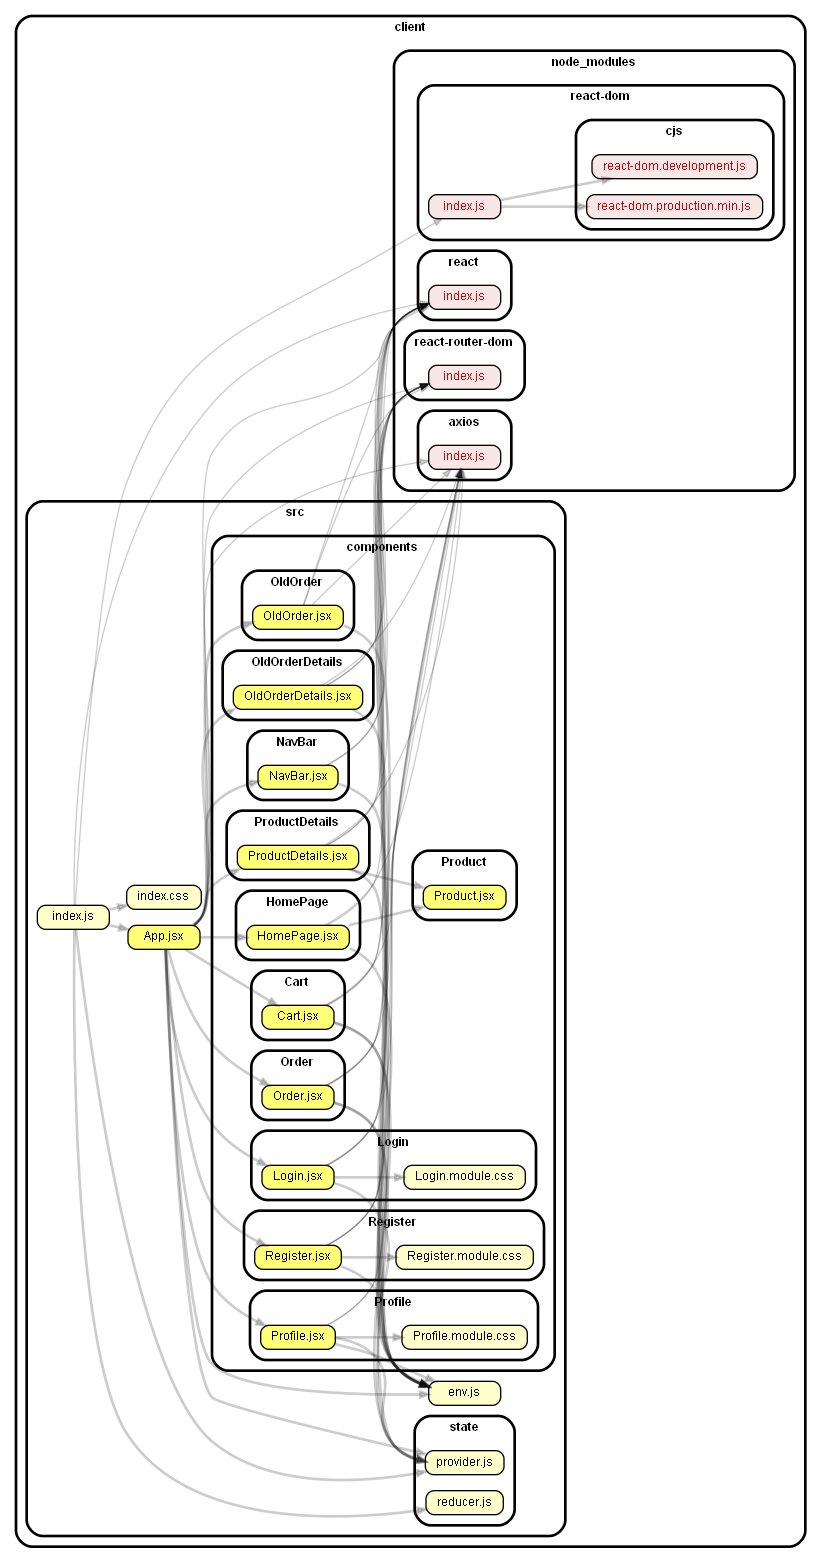 client
node_modules
react-dom
cjs
react-dom.development.js
index.js
react-dom.production.min.js
react
index.js
react-router-dom
index.js
axios
index.js
src
components
OldOrder
OldOrder.jsx
OldOrderDetails
OldOrderDetails.jsx
NavBar
NavBar.jsx
ProductDetails
ProductDetails.jsx
Product
Product.jsx
index.css
index.js
App.jsx
HomePage
HomePage.jsx
Cart
Cart.jsx
Order
Order.jsx
Login
Login.jsx
Login.module.css
Register
Register.jsx
Register.module.css
Profile
Profile.jsx
Profile.module.css
env.js
state
provider.js
reducer.js